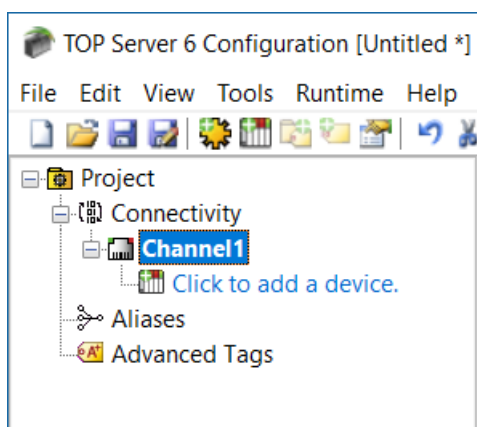 TOP Server 6 Configuration [Untitled *]
File Edit View Tools Runtime Help
Project
Connectivity
Channel1
Click to add a device.
Aliases
A+ Advanced Tags